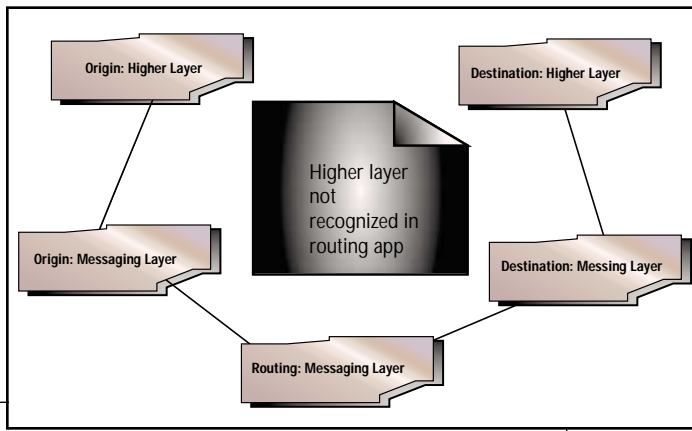 Origin: Higher Layer
Destination: Higher Layer
Higher layer
not
recognized in
routing app
Origin: Messaging Layer
Destination: Messing Layer
Routing: Messaging Layer